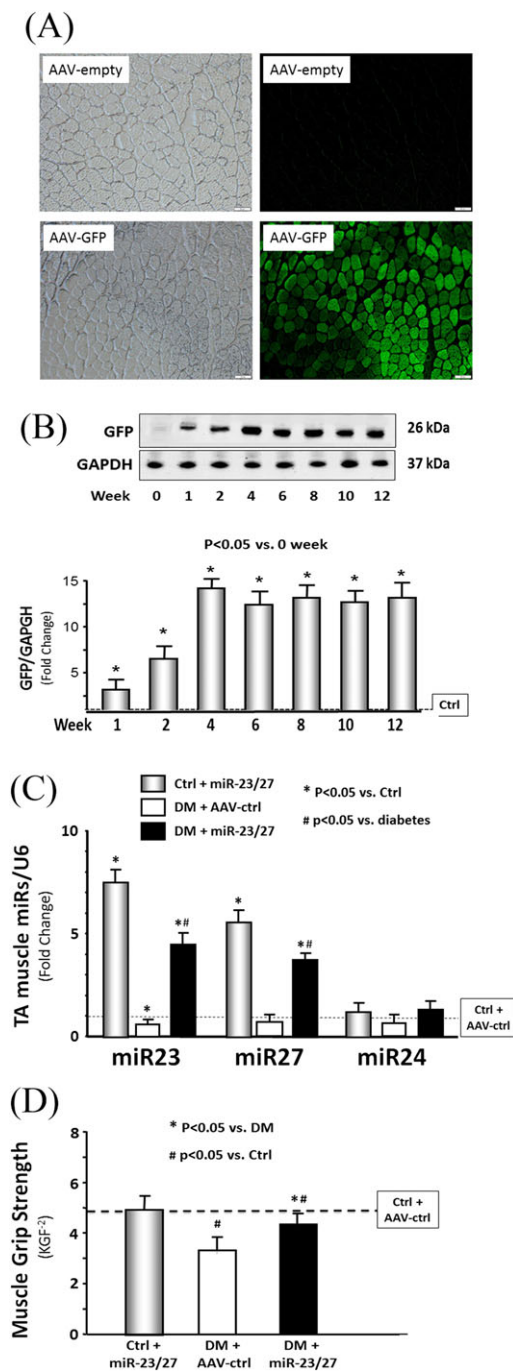 (A)
AAV-empty
AAV-empty
AAV-GFP
AAV-GFP
(B)
GFP
26 kDa
GAPDH
37 kDa
Week 0 1 2 4 6 8 10 12
P<0.05 vs. 0 week
GFP/GAPGH
(Fold Change)
15
10
5
* * * * * * * *
Ctrl
Week 1 2 4 6 8 10 12
(C)
Ctrl + miR-23/27
DM + AAV-ctrl
DM + miR-23/27
* P<0.05 vs. Ctrl
# p<0.05 vs. diabetes
TA muscle miRs/U6
(Fold Change)
10
5
0
*
*
*#
*
*#
Ctrl +
AAV-ctrl
miR23 miR27 miR24
(D)
* P<0.05 vs. DM
# p<0.05 vs. Ctrl
Muscle Grip Strength
(KGF-2)
8
6
4
2
0
#
*#
Ctrl +
AAV-ctrl
Ctrl +
miR-23/27
DM +
AAV-ctrl
DM +
miR-23/27